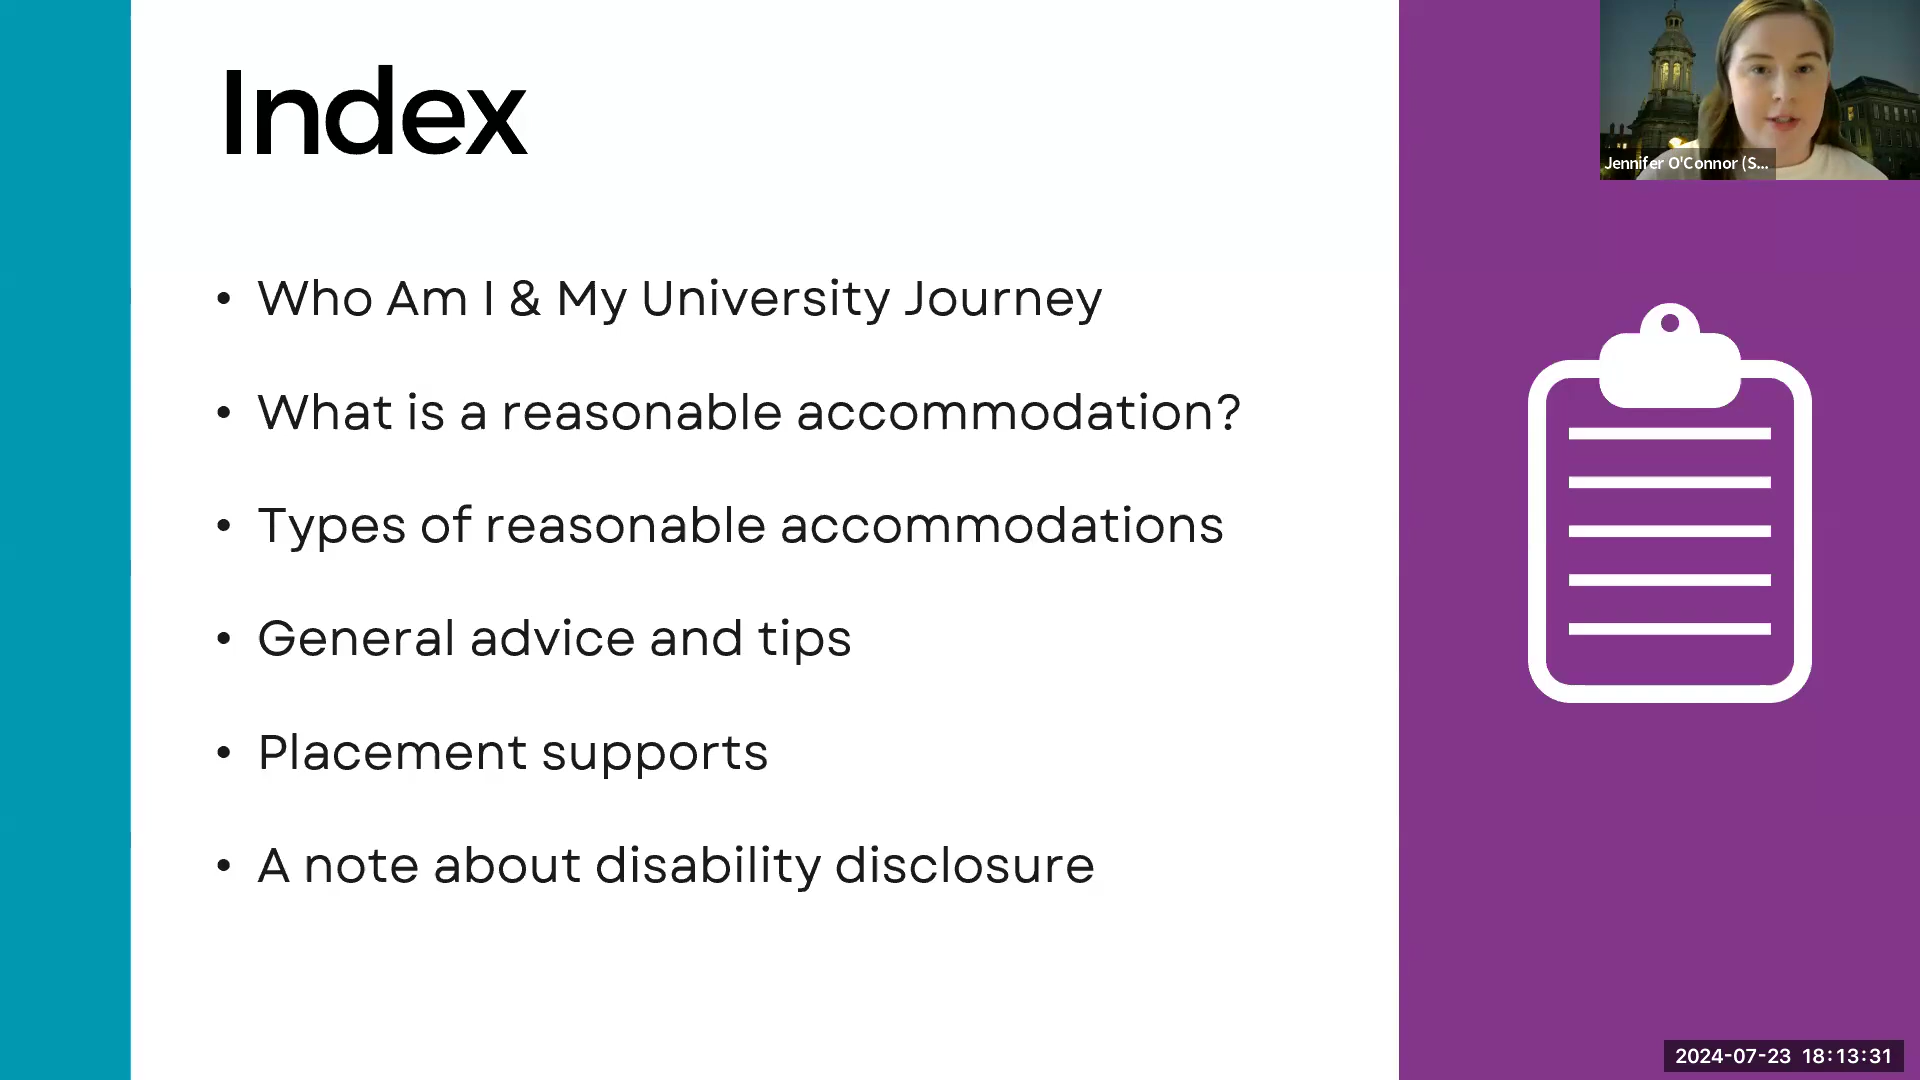 Index
• Who Am I & My University Journey
• What is a reasonable accommodation?
• Types of reasonable accommodations
• General advice and tips
• Placement supports
• A note about disability disclosure
Jennifer O'Connor (S...
2024-07-23 18:13:31